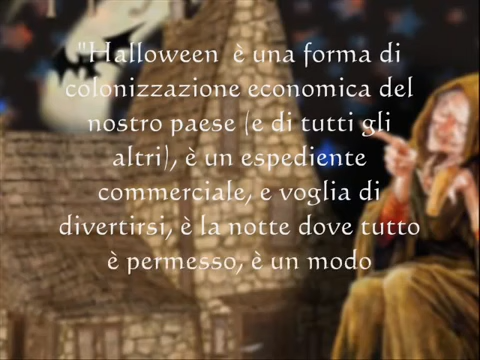 "Halloween è una forma di
colonizzazione economica del
nostro paese (e di tutti gli
altri), è un espediente
commerciale, e voglia di
divertirsi, è la notte dove tutto
è permesso, è un modo